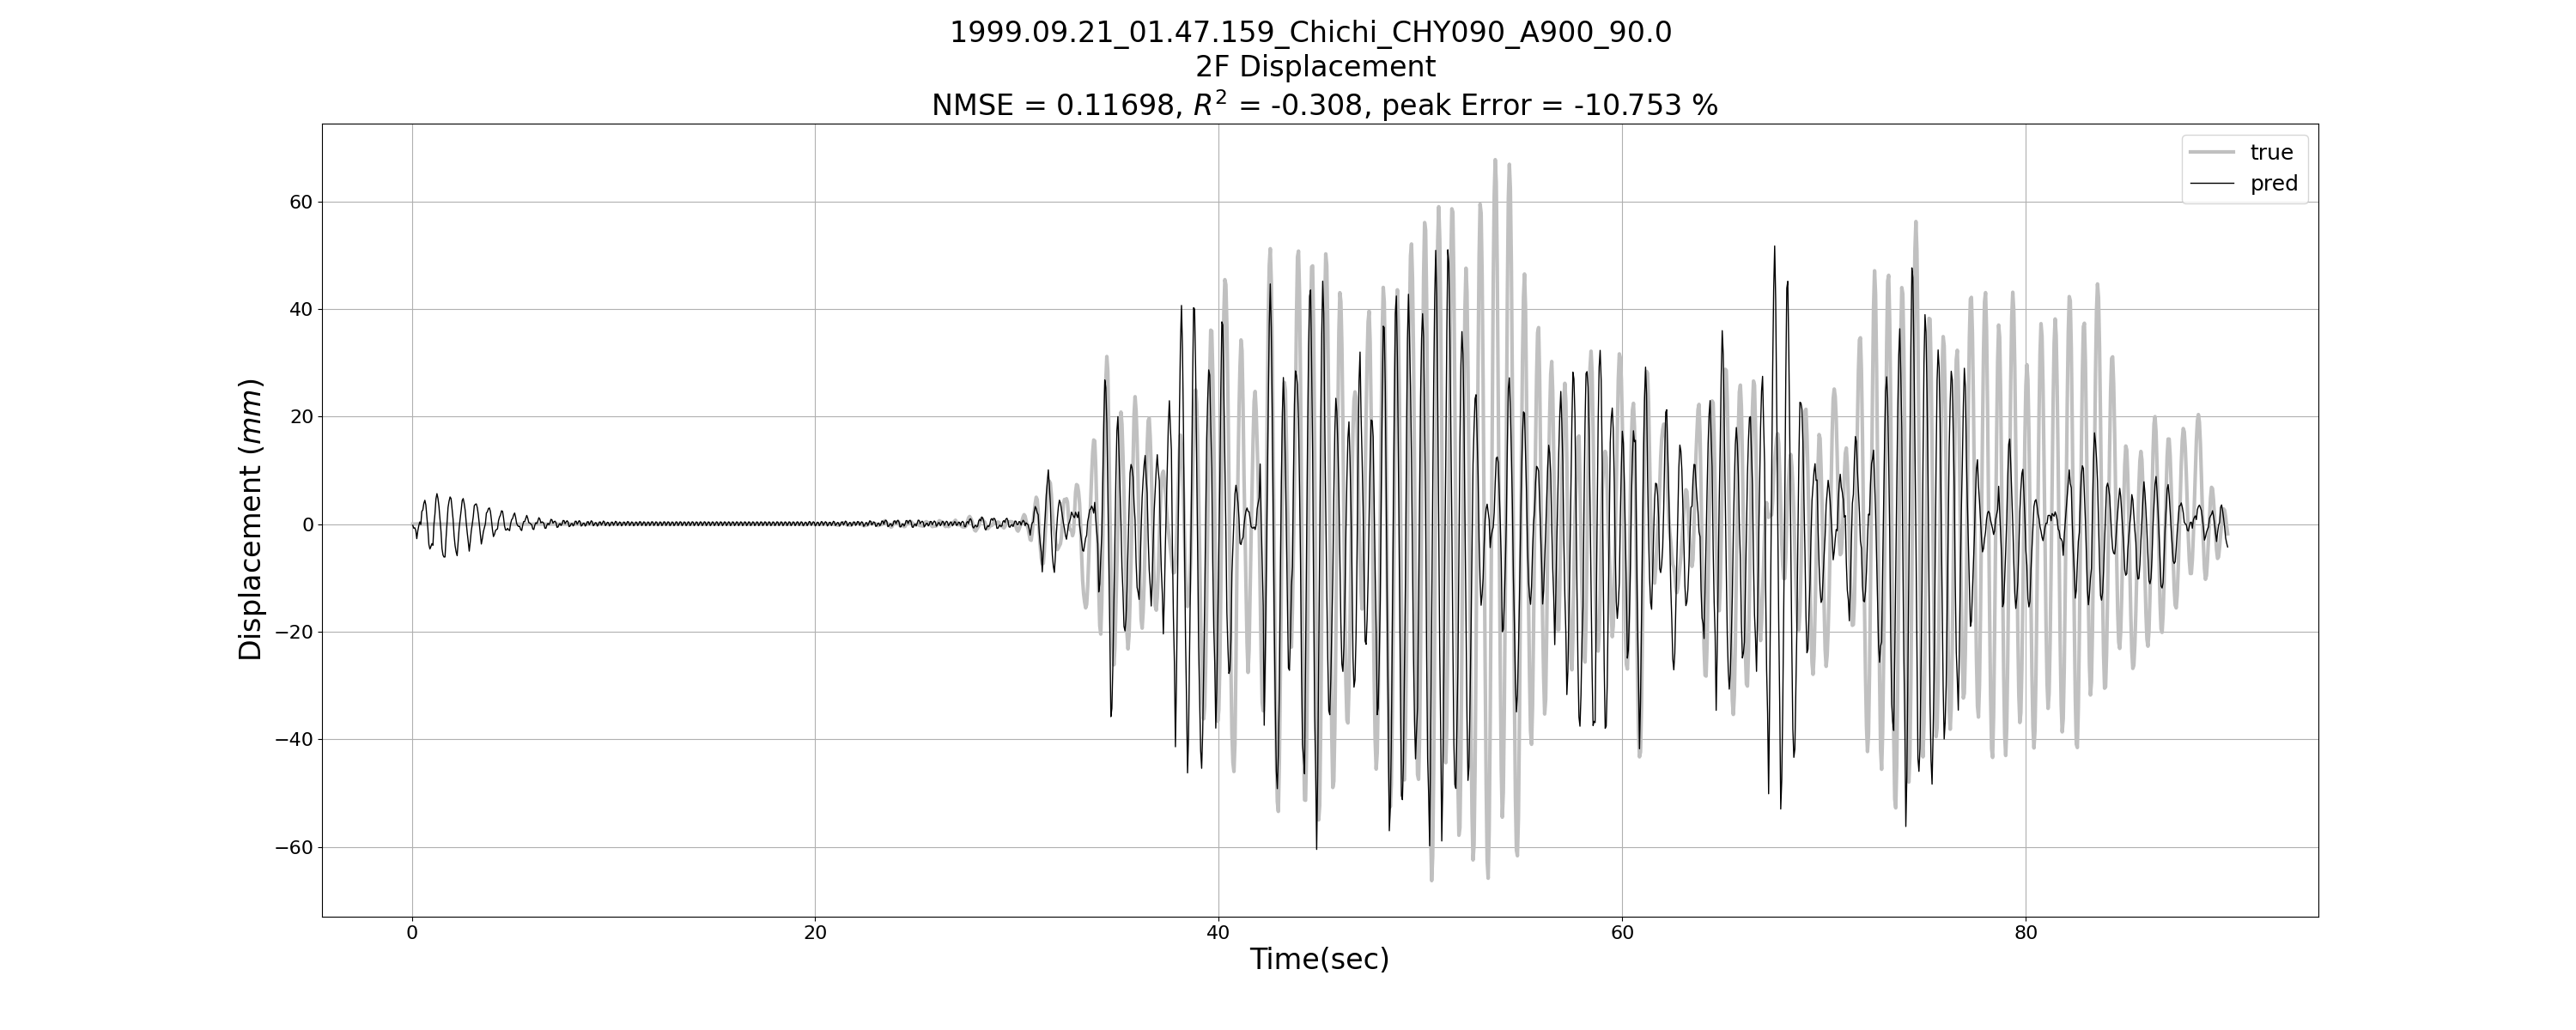 1999.09.21_01.47.159_Chichi_CHY090_A900_90.0
2F Displacement
NMSE = 0.11698, R² = -0.308, peak Error = -10.753 %
true
pred
Displacement (mm)
60
40
20
0
−20
−40
−60
0 20 40 60 80
Time(sec)